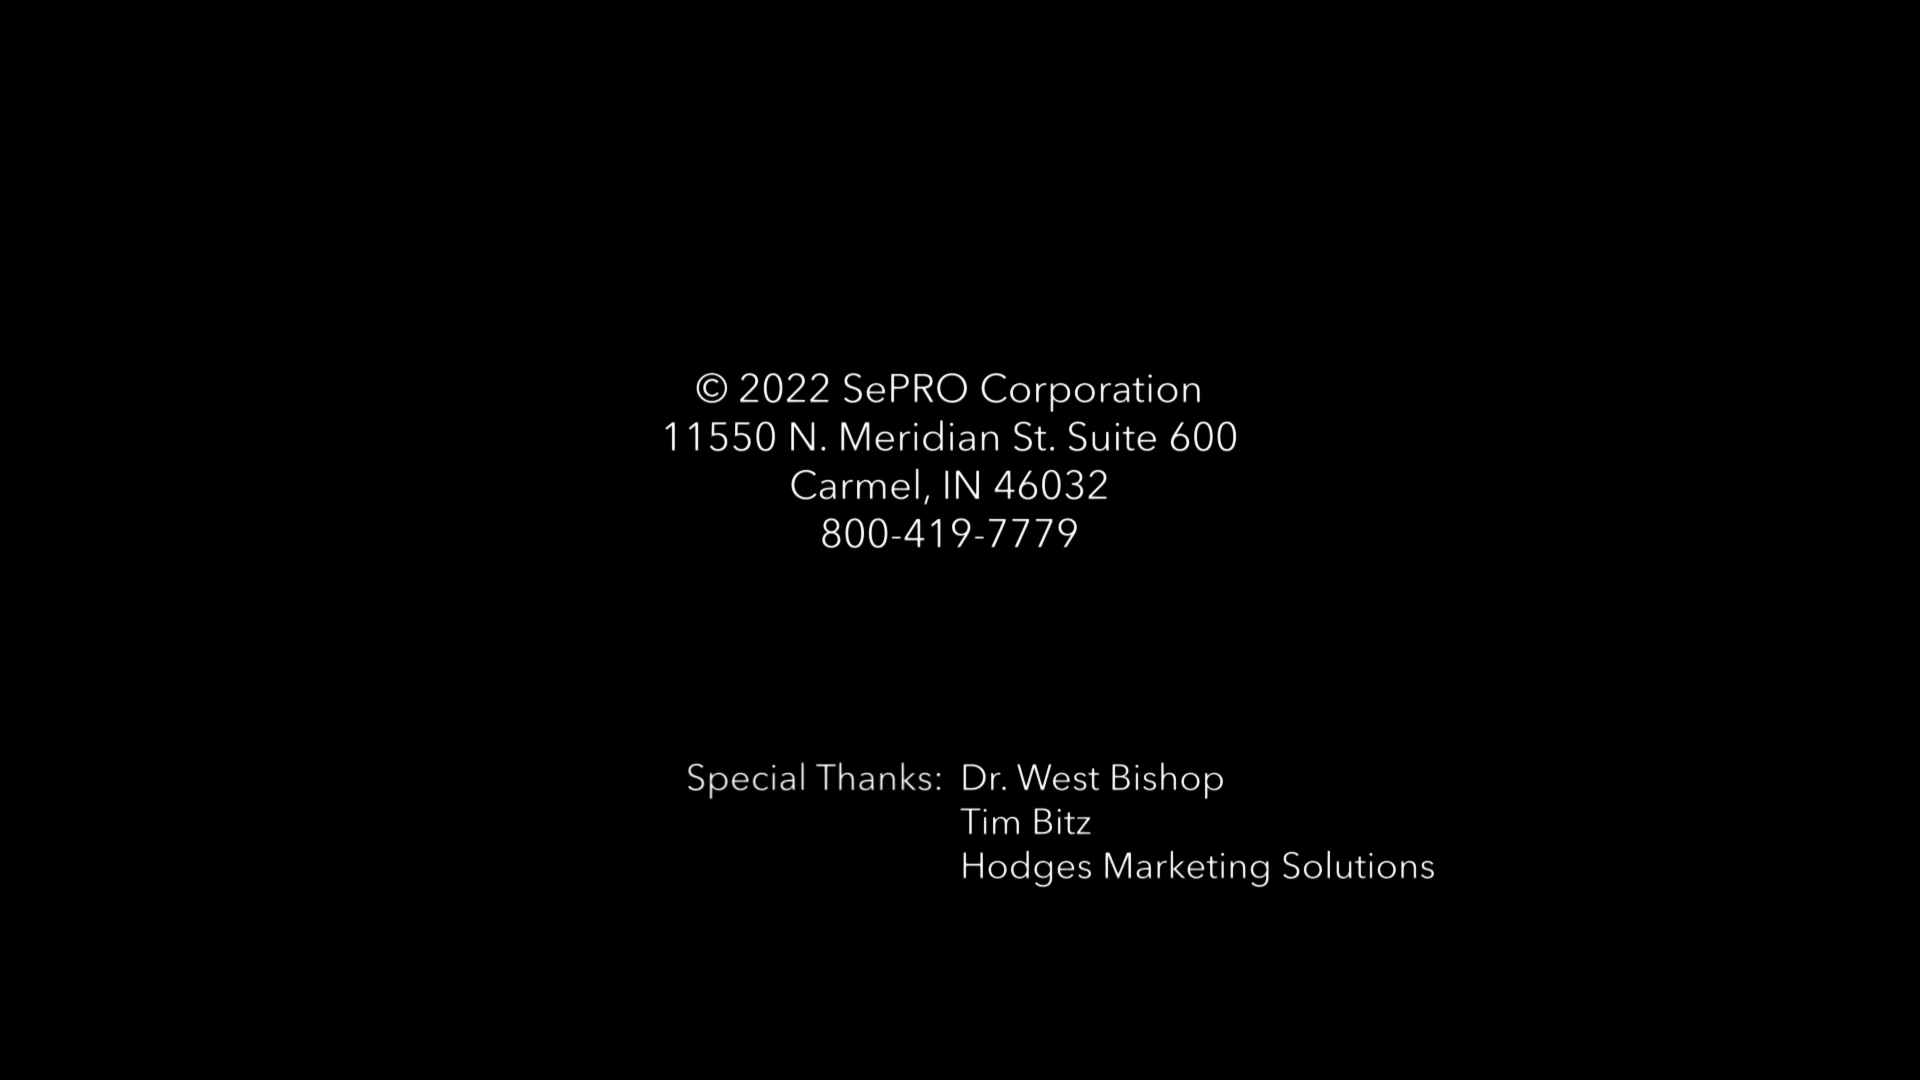 © 2022 SePRO Corporation
11550 N. Meridian St. Suite 600
Carmel, IN 46032
800-419-7779
Special Thanks: Dr. West Bishop
Tim Bitz
Hodges Marketing Solutions